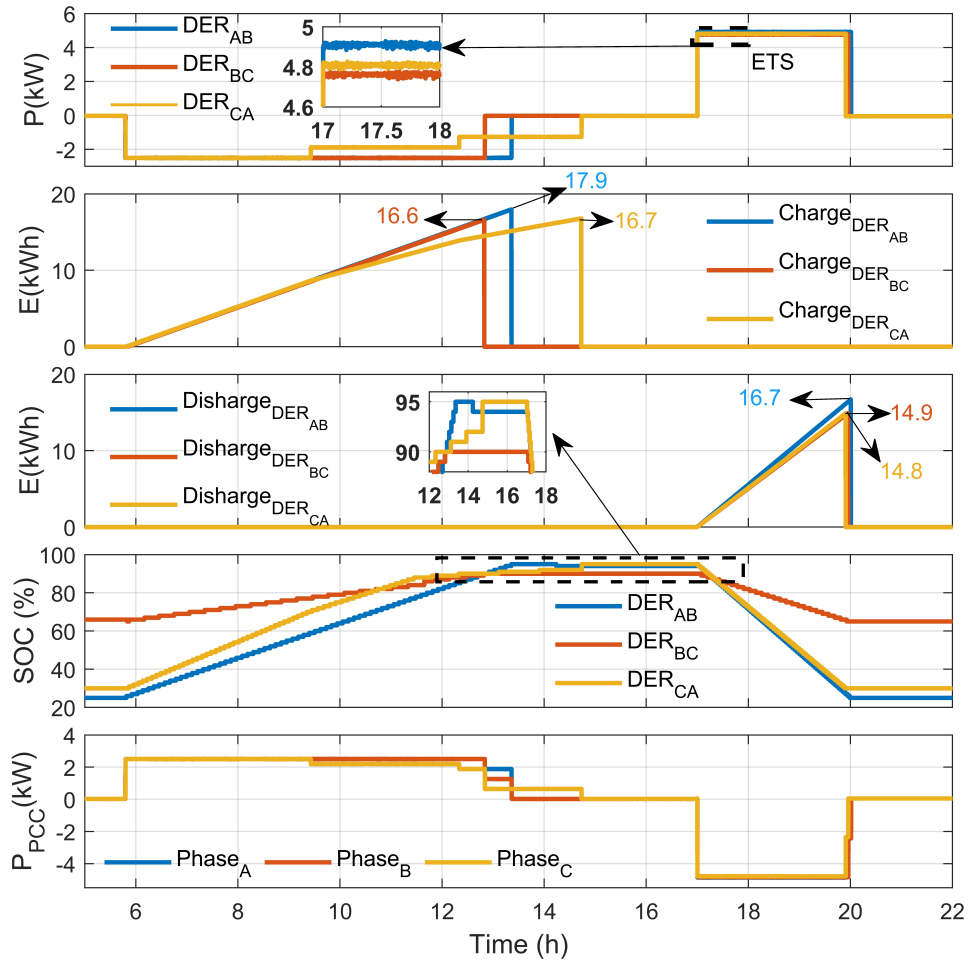 P(kW)
6
4
2
0
-2
DER_AB
DER_BC
DER_CA
5
4.8
4.6
17
17.5
18
ETS
E(kWh)
20
10
0
16.6
17.9
16.7
Charge_DER_AB
Charge_DER_BC
Charge_DER_CA
E(kWh)
20
10
0
Disharge_DER_AB
Disharge_DER_BC
Disharge_DER_CA
95
90
12
14
16
18
16.7
14.9
14.8
SOC (%)
100
80
60
40
20
DER_AB
DER_BC
DER_CA
P_PCC(kW)
4
2
0
-2
-4
Phase_A
Phase_B
Phase_C
6
8
10
12
14
16
18
20
22
Time (h)